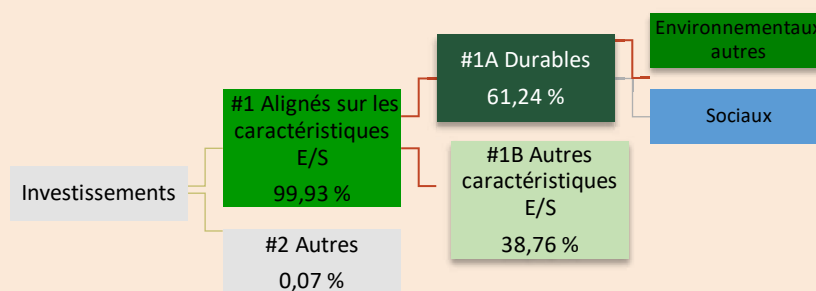 Investissements
#1 Alignés sur les
caractéristiques
E/S
99,93 %
#2 Autres
0,07 %
#1A Durables
61,24 %
#1B Autres
caractéristiques
E/S
38,76 %
Environnementaux
autres
Sociaux